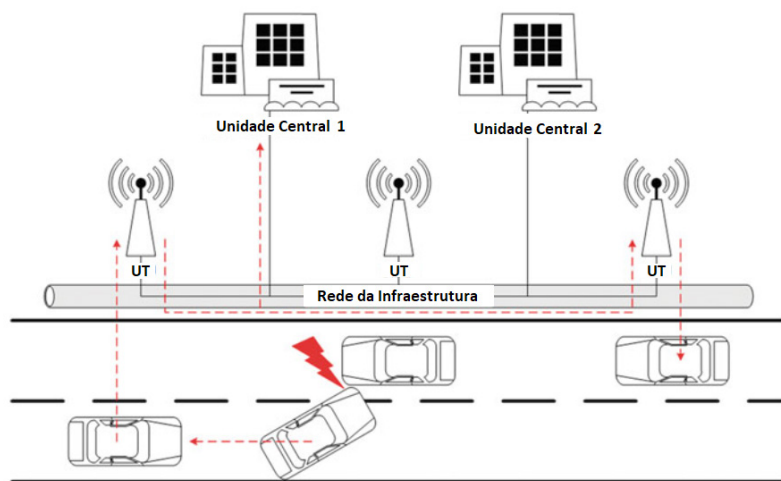 Unidade Central 1
Unidade Central 2
UT
UT
UT
Rede da Infraestrutura